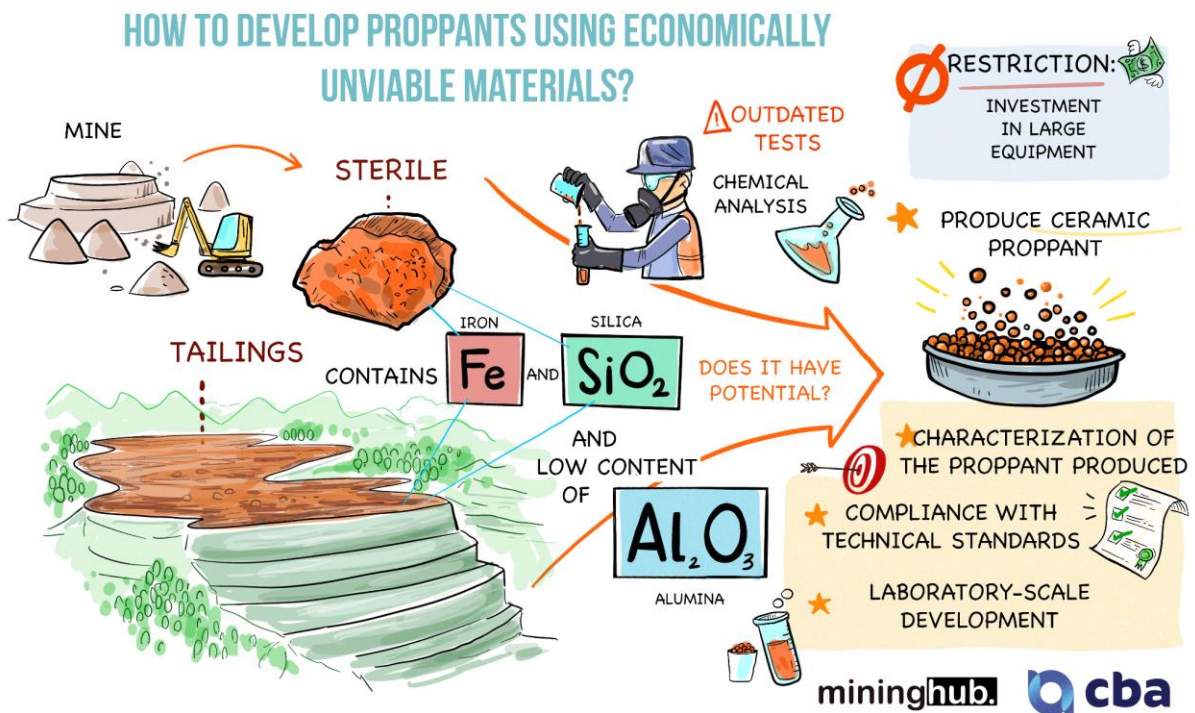 HOW TO DEVELOP PROPPANTS USING ECONOMICALLY
UNVIABLE MATERIALS?
MINE
STERILE
TAILINGS
CONTAINS
IRON
Fe
AND
SILICA
SiO₂
AND
LOW CONTENT
OF
Al₂O₃
ALUMINA
OUTDATED
TESTS
CHEMICAL
ANALYSIS
DOES IT HAVE
POTENTIAL?
RESTRICTION:
$
INVESTMENT
IN LARGE
EQUIPMENT
PRODUCE CERAMIC
PROPPANT
CHARACTERIZATION OF
THE PROPPANT PRODUCED
COMPLIANCE WITH
TECHNICAL STANDARDS
LABORATORY-SCALE
DEVELOPMENT
mininghub.
cba